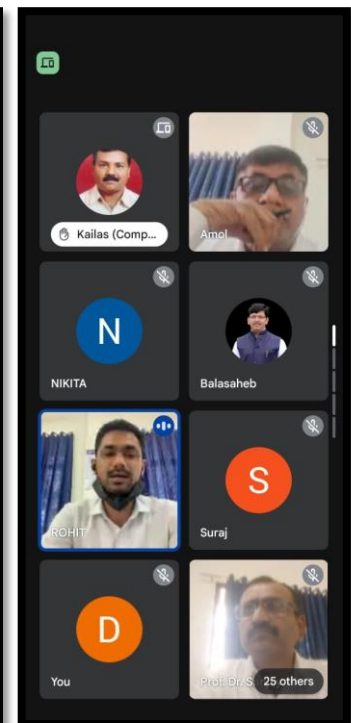 Kailas (Comp...
Amol
N
NIKITA
Balasaheb
ROHIT
S
Suraj
D
You
Prof. Dr. S
25 others